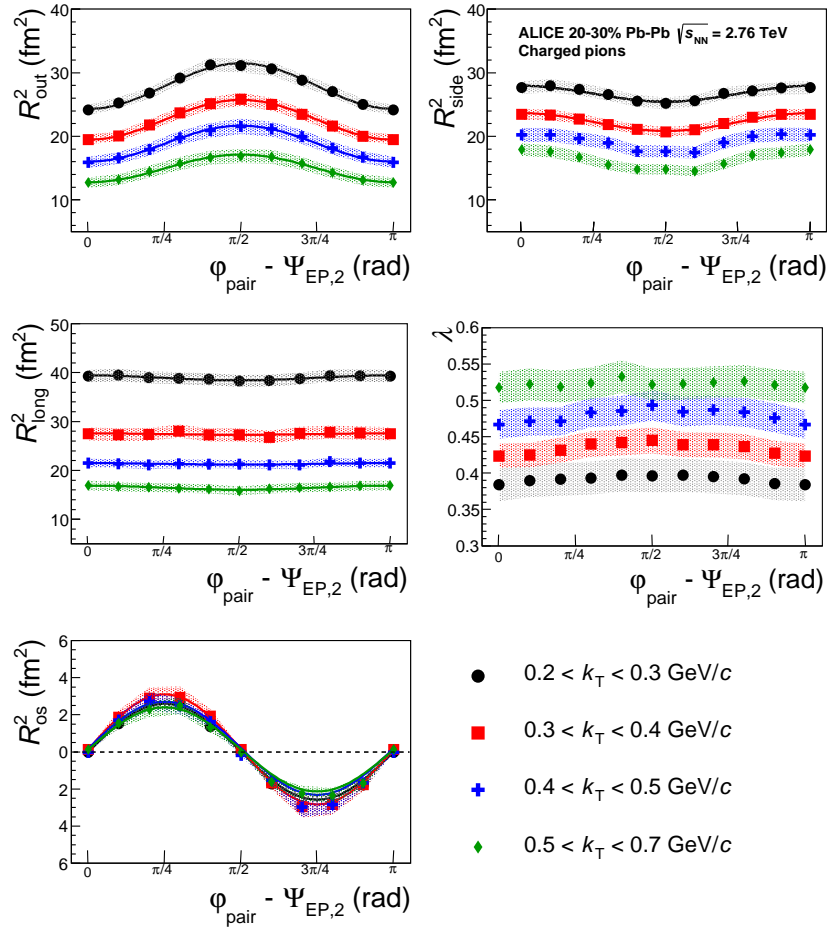 R²out (fm²)
40
30
20
10
0
π/4
π/2
3π/4
π
φpair - ΨEP,2 (rad)
R²side (fm²)
40
30
20
10
ALICE 20-30% Pb-Pb √sNN = 2.76 TeV
Charged pions
0
π/4
π/2
3π/4
π
φpair - ΨEP,2 (rad)
R²long (fm²)
50
40
30
20
10
0
π/4
π/2
3π/4
π
φpair - ΨEP,2 (rad)
λ
0.6
0.55
0.5
0.45
0.4
0.35
0.3
0
π/4
π/2
3π/4
π
φpair - ΨEP,2 (rad)
R²os (fm²)
6
4
2
0
2
4
6
0
π/4
π/2
3π/4
π
φpair - ΨEP,2 (rad)
0.2 < kT < 0.3 GeV/c
0.3 < kT < 0.4 GeV/c
0.4 < kT < 0.5 GeV/c
0.5 < kT < 0.7 GeV/c